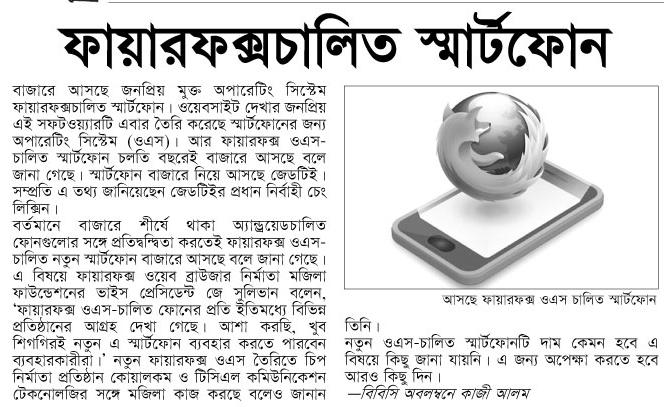 ফায়ারফক্সচালিত স্মার্টফোন
বাজারে আসছে জনপ্রিয় মুক্ত অপারেটিং সিস্টেম
ফায়ারফক্সচালিত স্মার্টফোন। ওয়েবসাইট দেখার জনপ্রিয়
এই সফটওয়্যারটি এবার তৈরি করেছে স্মার্টফোনের জন্য
অপারেটিং সিস্টেম (ওএস)। আর ফায়ারফক্স ওএস-
চালিত স্মার্টফোন চলতি বছরেই বাজারে আসছে বলে
জানা গেছে। স্মার্টফোন বাজারে নিয়ে আসছে জেডটিই।
সম্প্রতি এ তথ্য জানিয়েছেন জেডটিইর প্রধান নির্বাহী চেং
লিক্সিন।
বর্তমানে বাজারে শীর্ষে থাকা অ্যান্ড্রয়েডচালিত
ফোনগুলোর সঙ্গে প্রতিদ্বন্দ্বিতা করতেই ফায়ারফক্স ওএস-
চালিত নতুন স্মার্টফোন বাজারে আসছে বলে জানা গেছে।
এ বিষয়ে ফায়ারফক্স ওয়েব ব্রাউজার নির্মাতা মজিলা
ফাউন্ডেশনের ভাইস প্রেসিডেন্ট জে সুলিভান বলেন,
‘ফায়ারফক্স ওএস-চালিত ফোনের প্রতি ইতিমধ্যে বিভিন্ন
প্রতিষ্ঠানের আগ্রহ দেখা গেছে। আশা করছি, খুব
শিগগিরই নতুন এ স্মার্টফোন ব্যবহার করতে পারবেন
ব্যবহারকারীরা।’ নতুন ফায়ারফক্স ওএস তৈরিতে চিপ
নির্মাতা প্রতিষ্ঠান কোয়ালকম ও টিসিএল কমিউনিকেশন
টেকনোলজির সঙ্গে মজিলা কাজ করছে বলেও জানান
আসছে ফায়ারফক্স ওএস চালিত স্মার্টফোন
তিনি।
নতুন ওএস-চালিত স্মার্টফোনটি দাম কেমন হবে এ
বিষয়ে কিছু জানা যায়নি। এ জন্য অপেক্ষা করতে হবে
আরও কিছু দিন।
—বিবিসি অবলম্বনে কাজী আলম